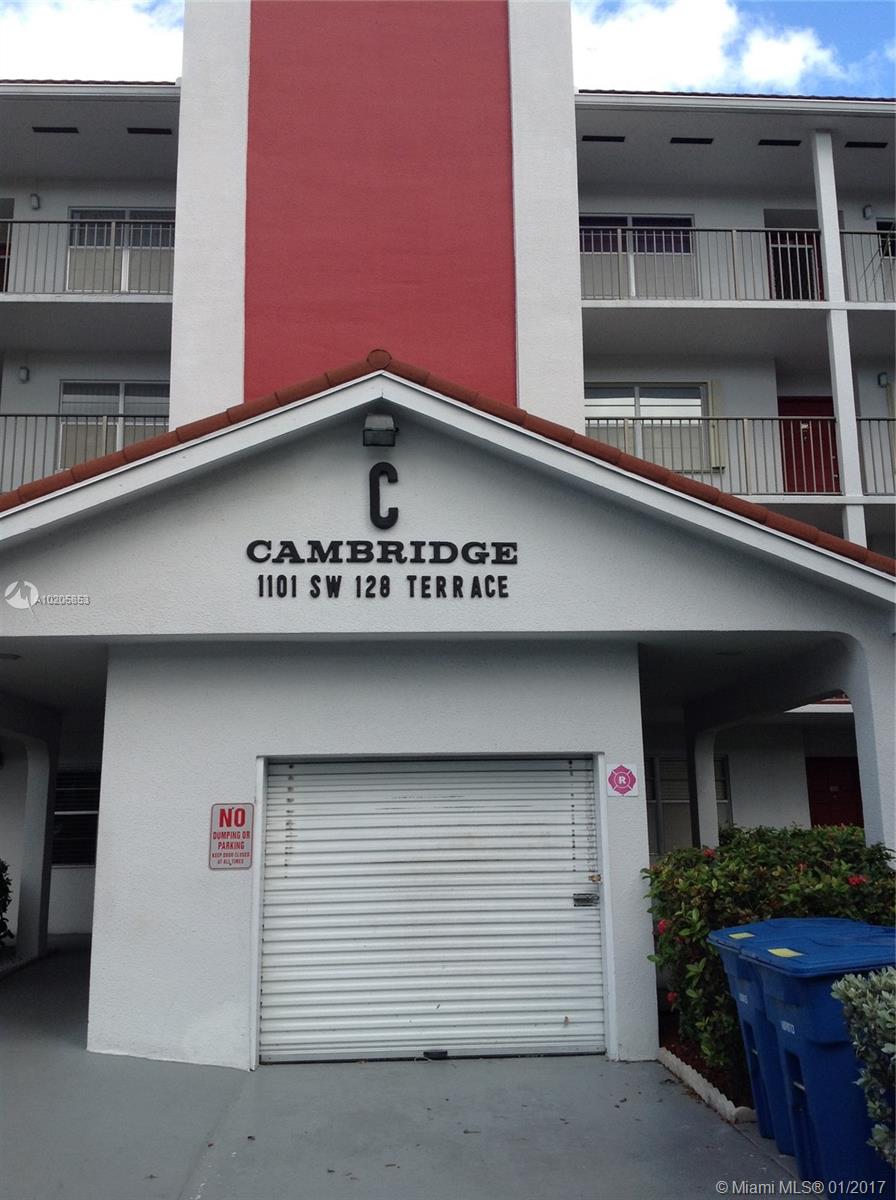 C
CAMBRIDGE
1101 SW 128 TERRACE
NO
DUMPING OR
PARKING
KEEP DOOR CLOSED
AT ALL TIMES
R
© Miami MLS® 01/2017